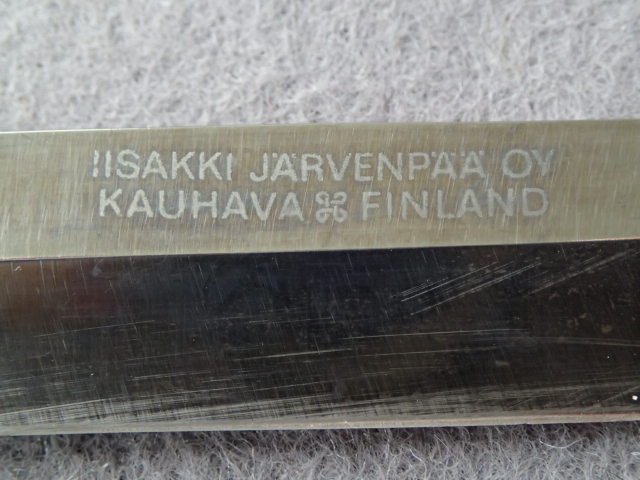 IISAKKI JÄRVENPÄÄ OY
KAUHAVA ⌘ FINLAND